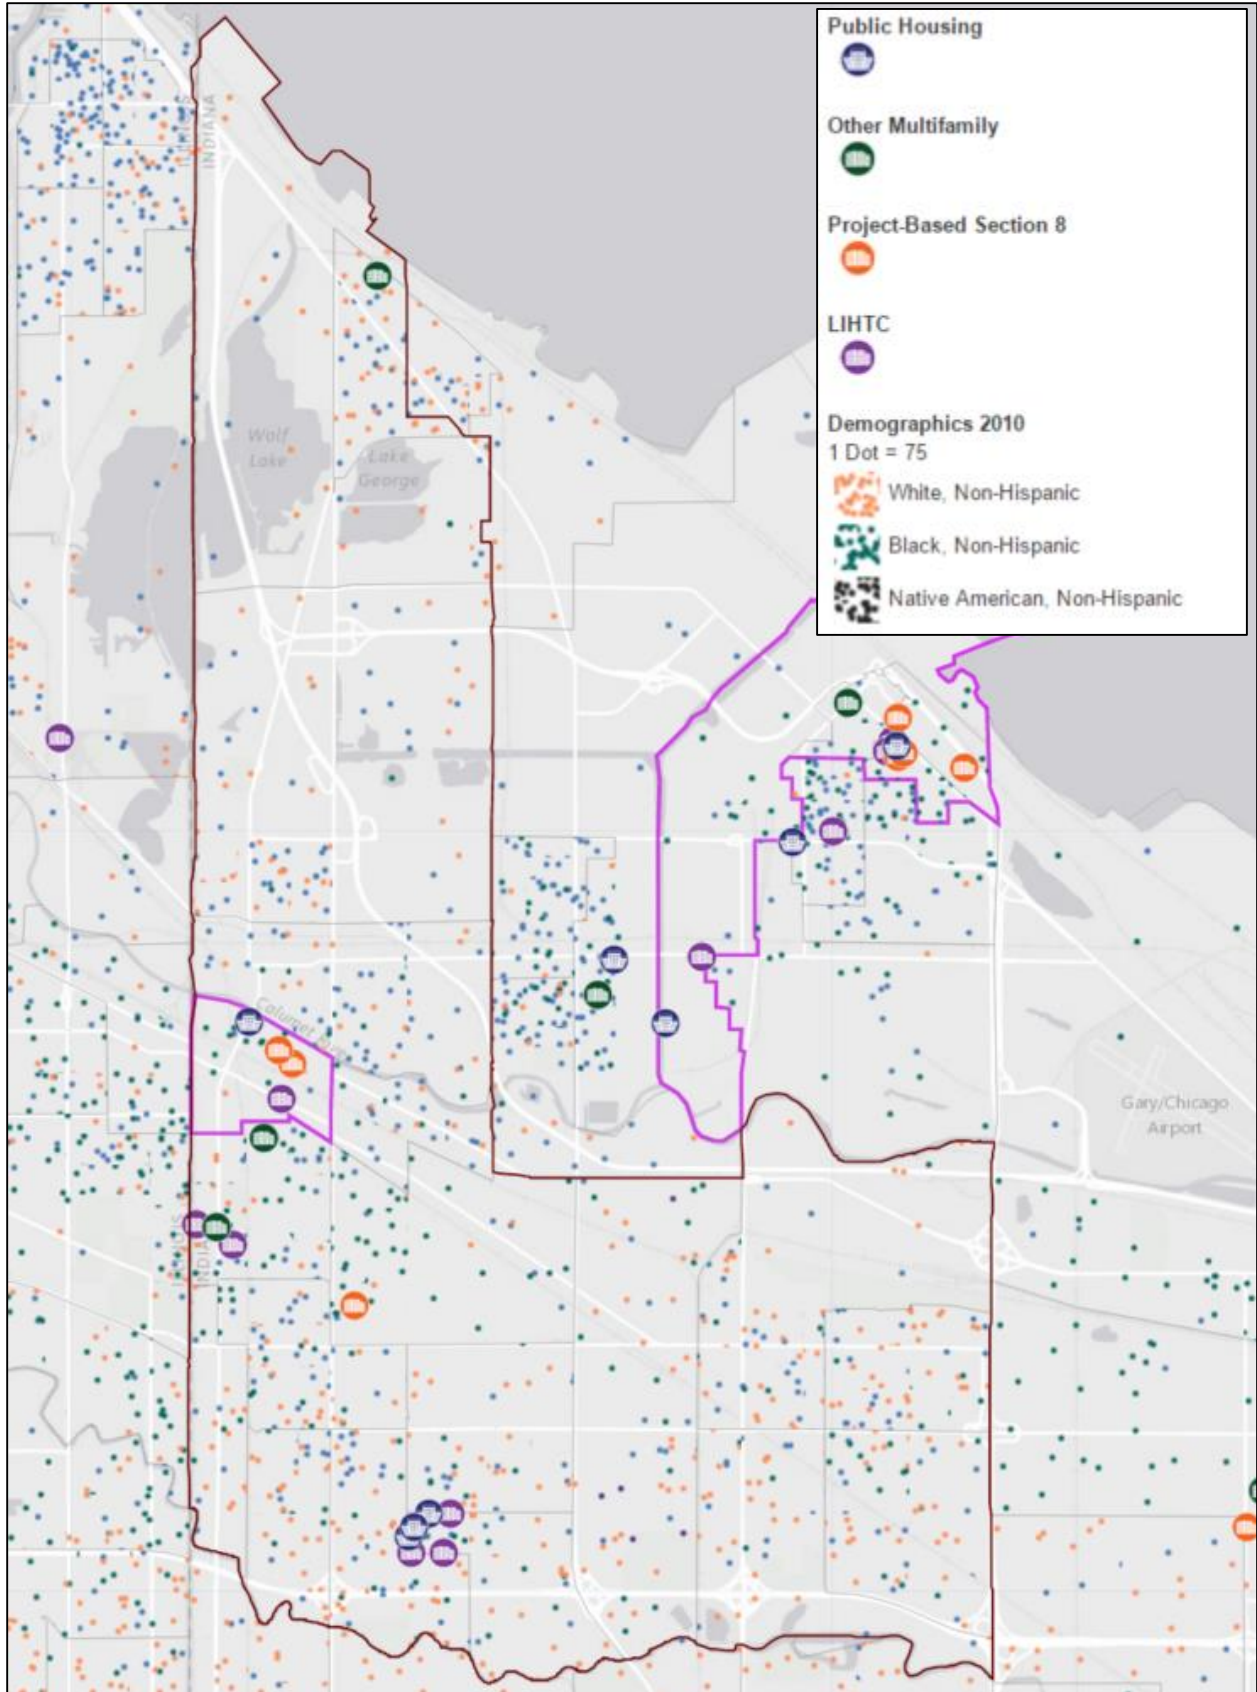 Public Housing
Other Multifamily
Project-Based Section 8
LIHTC
Demographics 2010
1 Dot = 75
White, Non-Hispanic
Black, Non-Hispanic
Native American, Non-Hispanic
ILLINOIS
INDIANA
Wolf
Lake
Lake
George
Calumet
Gary/Chicago
Airport